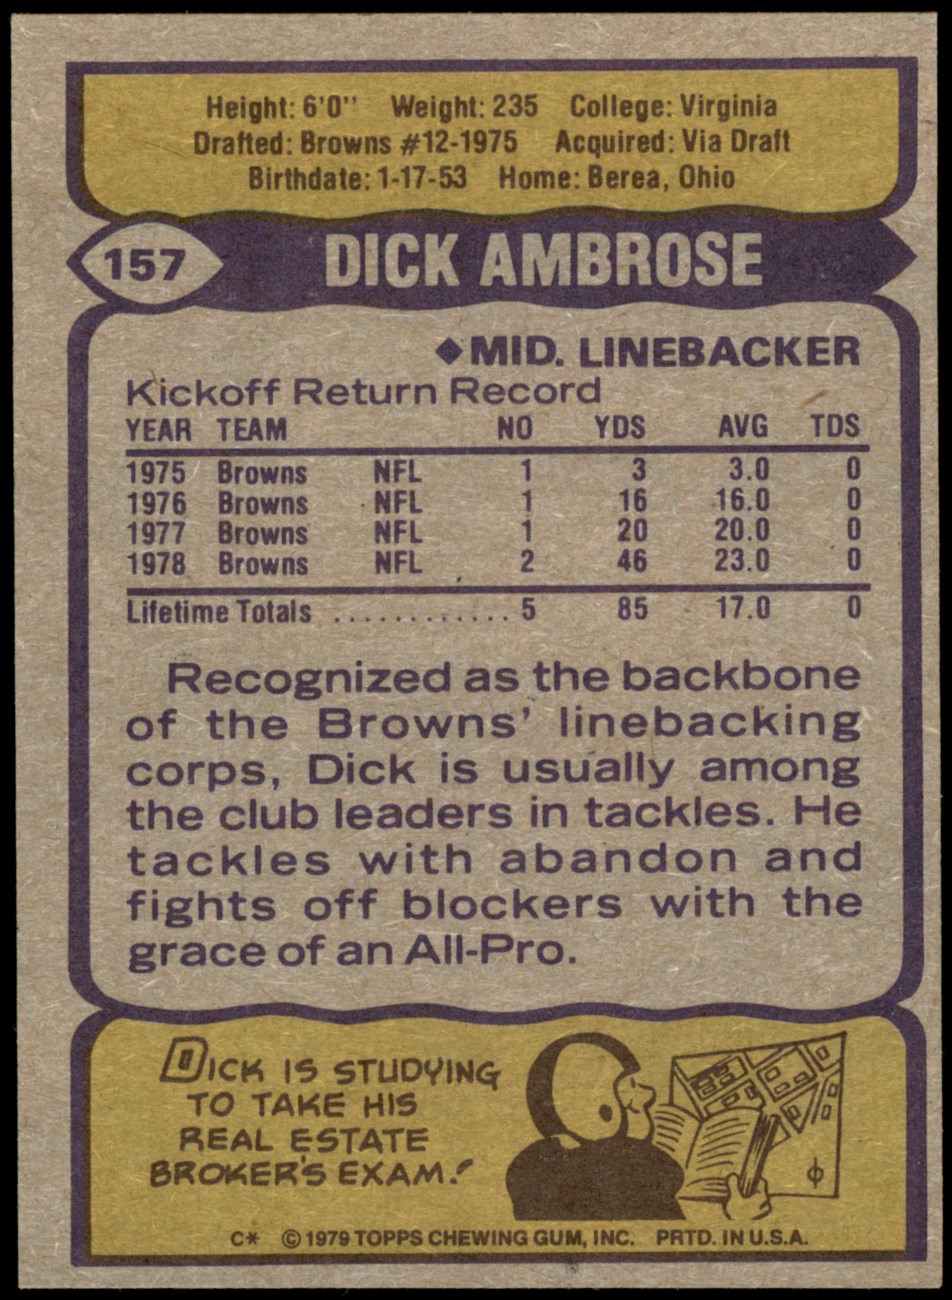 Height: 6'0'' Weight: 235 College: Virginia
Drafted: Browns #12-1975 Acquired: Via Draft
Birthdate: 1-17-53 Home: Berea, Ohio
157 DICK AMBROSE
◆MID. LINEBACKER
Kickoff Return Record
YEAR TEAM NO YDS AVG TDS
1975 Browns NFL 1 3 3.0 0
1976 Browns NFL 1 16 16.0 0
1977 Browns NFL 1 20 20.0 0
1978 Browns NFL 2 46 23.0 0
Lifetime Totals ............ 5 85 17.0 0
Recognized as the backbone
of the Browns' linebacking
corps, Dick is usually among
the club leaders in tackles. He
tackles with abandon and
fights off blockers with the
grace of an All-Pro.
DICK IS STUDYING
TO TAKE HIS
REAL ESTATE
BROKER'S EXAM!
C* © 1979 TOPPS CHEWING GUM, INC. PRTD. IN U.S.A.